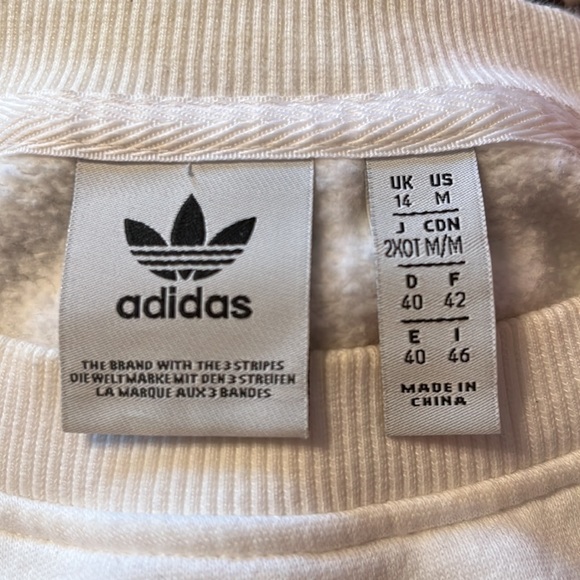 adidas
THE BRAND WITH THE 3 STRIPES
DIE WELTMARKE MIT DEN 3 STREIFEN
LA MARQUE AUX 3 BANDES
UK US
14 M
J CDN
2XOT M/M
D F
40 42
E I
40 46
MADE IN
CHINA